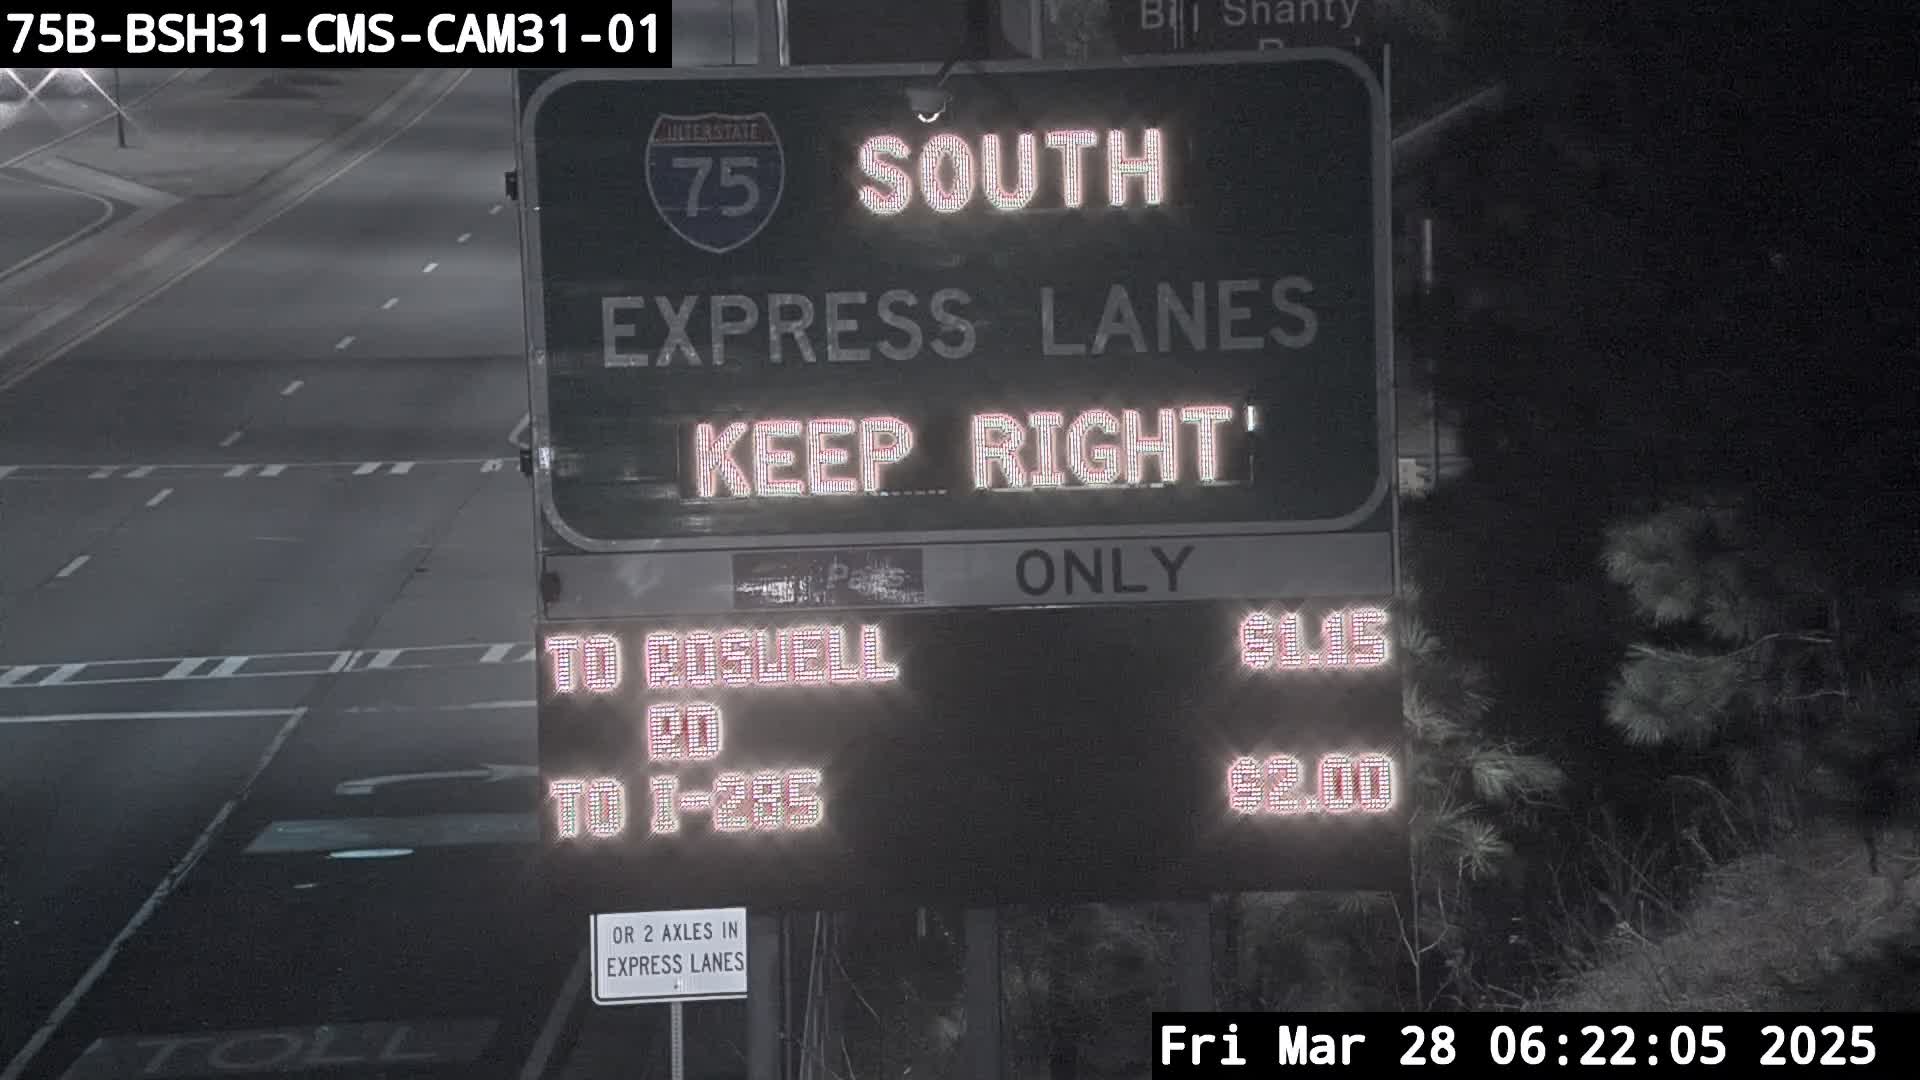 75B-BSH31-CMS-CAM31-01
Shanty
INTERSTATE
75
SOUTH
EXPRESS LANES
KEEP RIGHT
Pass ONLY
TO ROSWELL $1.15
RD
TO I-285 $2.00
OR 2 AXLES IN
EXPRESS LANES
TOLL
Fri Mar 28 06:22:05 2025